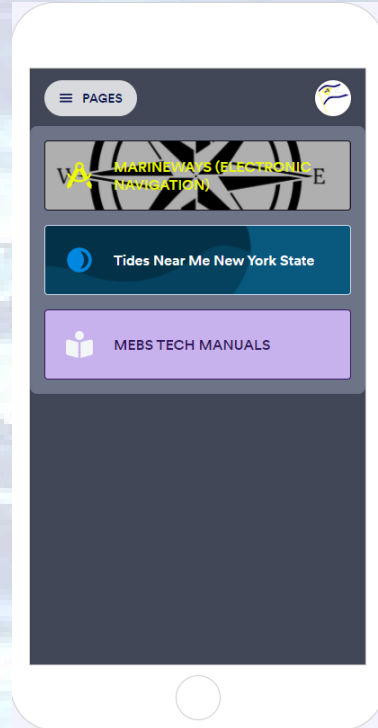 PAGES
W
MARINEWAYS (ELECTRONIC
NAVIGATION)
E
Tides Near Me New York State
MEBS TECH MANUALS